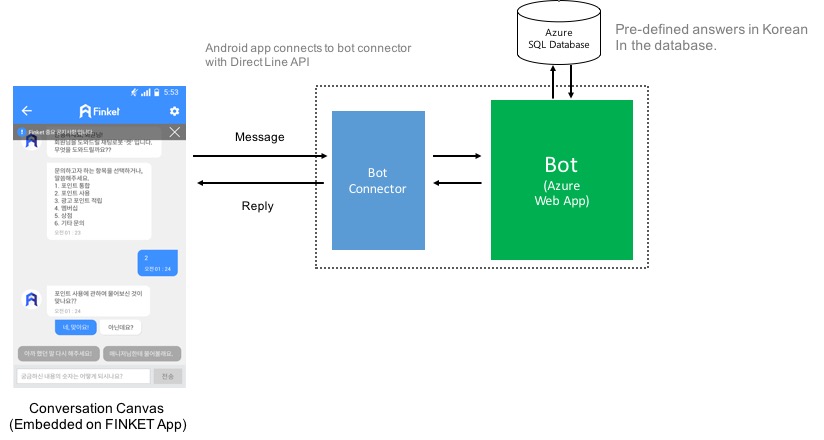 Azure
SQL Database
Pre-defined answers in Korean
In the database.
Android app connects to bot connector
with Direct Line API
5:53
Finket
Finket 중요 공지사항 입니다.
회원님을 도와드릴 채팅로봇 '캣' 입니다.
무엇을 도와드릴까요??
문의하고자 하는 항목을 선택하거나,
말씀해주세요.
1. 포인트 통합
2. 포인트 사용
3. 광고 포인트 적립
4. 멤버십
5. 상점
6. 기타 문의
오전 01 : 23
2
오전 01 : 24
포인트 사용에 관하여 물어보신 것이
맞나요??
오전 01 : 24
네, 맞아요!
아닌데요?
아까 했던 말 다시 해주세요!
매니저님한테 물어볼래요.
궁금하신 내용의 숫자는 어떻게 되시나요?
전송
Message
Reply
Bot
Connector
Bot
(Azure
Web App)
Conversation Canvas
(Embedded on FINKET App)